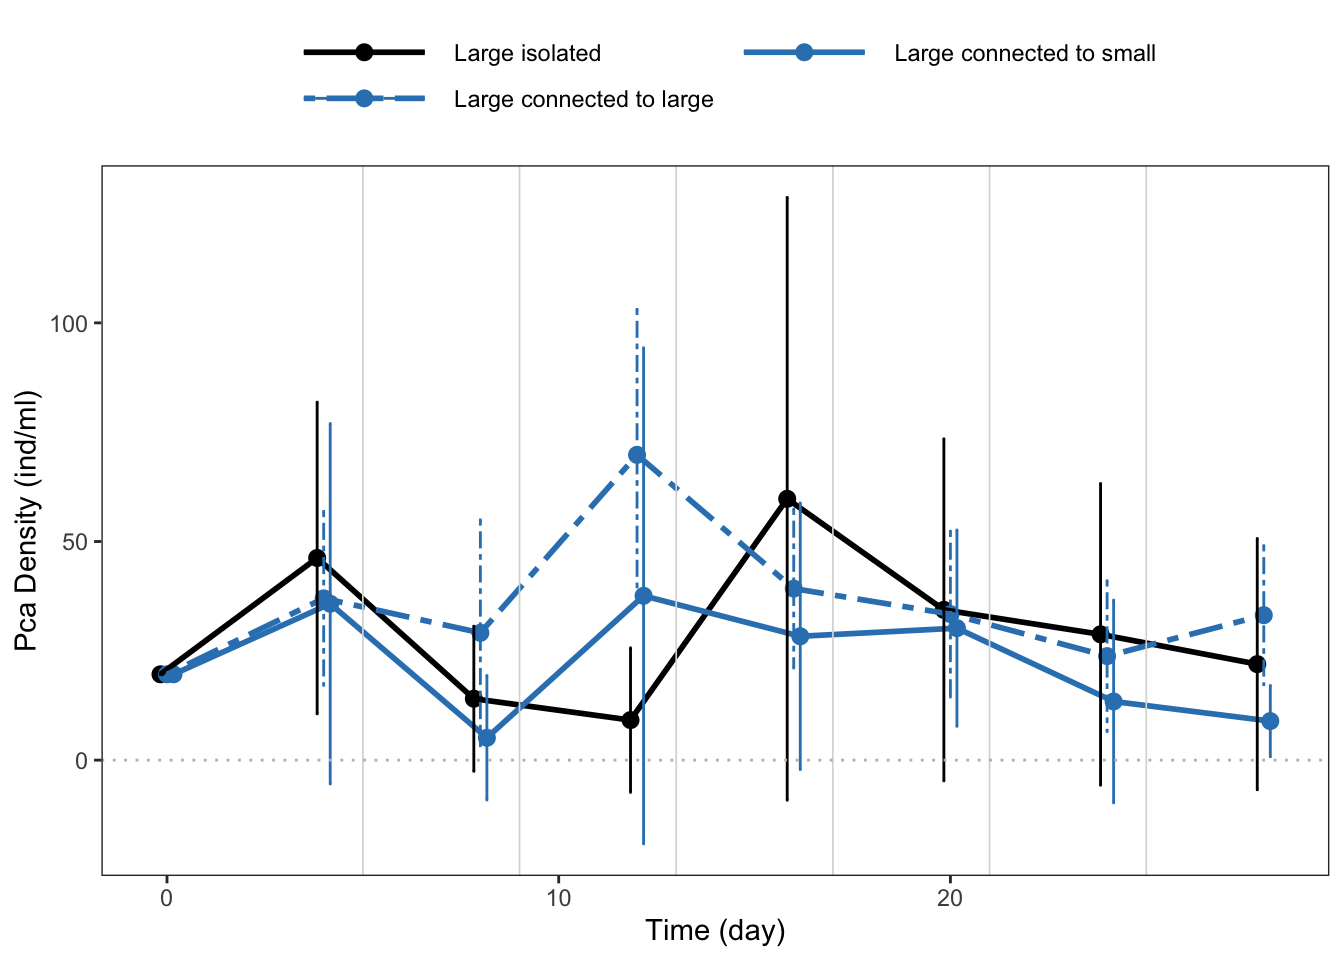 Large isolated
Large connected to small
Large connected to large
Pca Density (ind/ml)
100
50
0
0
10
20
Time (day)